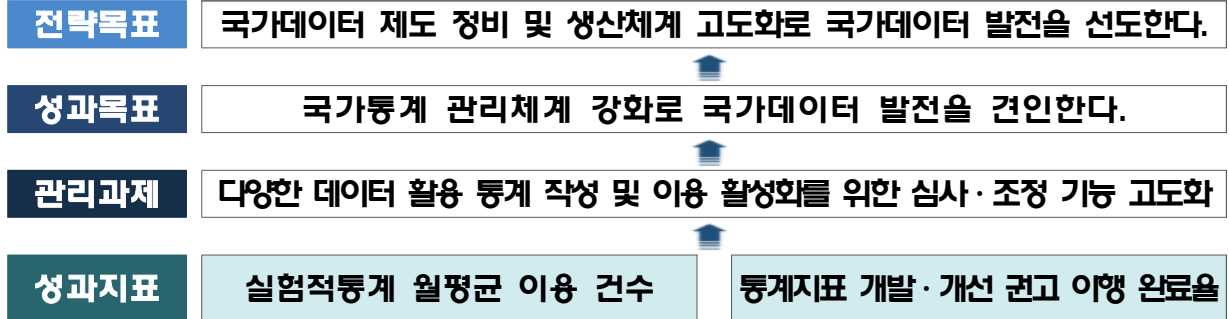 전략목표 국가데이터 제도 정비 및 생산체계 고도화로 국가데이터 발전을 선도한다.
성과목표 국가통계 관리체계 강화로 국가데이터 발전을 견인한다.
관리과제 다양한 데이터 활용 통계 작성 및 이용 활성화를 위한 심사·조정 기능 고도화
성과지표 실험적통계 월평균 이용 건수 통계지표 개발·개선 권고 이행 완료율